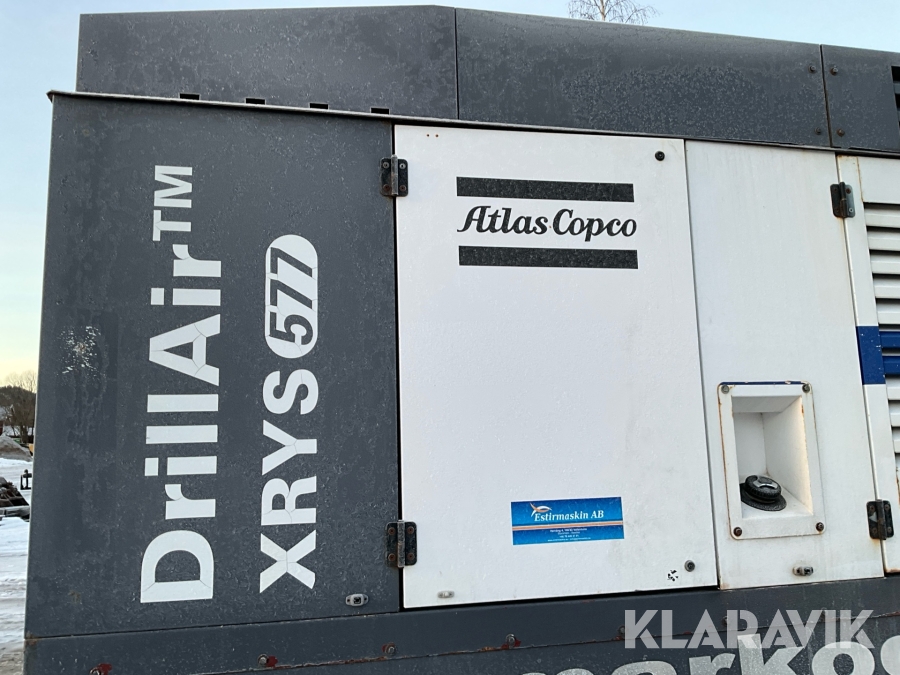 DrillAir™
XRYS 577
Atlas Copco
Estirmaskin AB
KLARAVIK